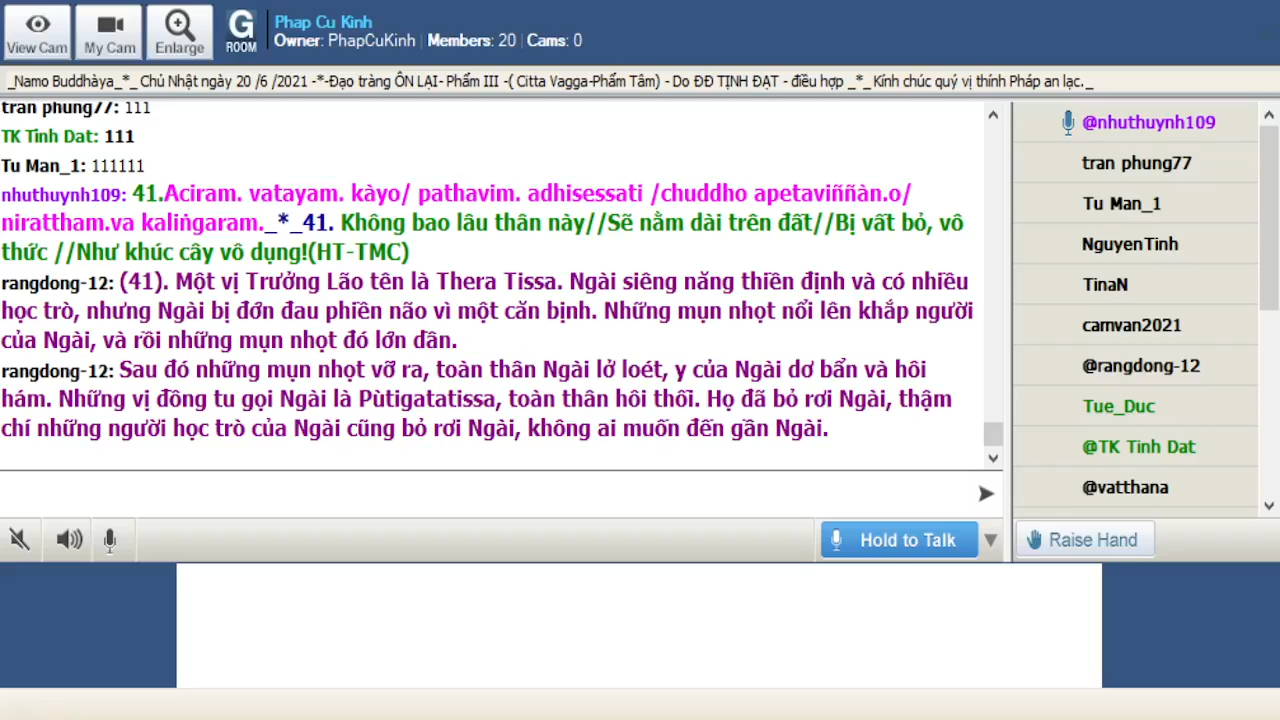 View Cam
My Cam
Enlarge
G
ROOM
Phap Cu Kinh
Owner: PhapCuKinh | Members: 20 | Cams: 0
_Namo Buddhàya_*_ Chủ Nhật ngày 20 /6 /2021 -*-Đạo tràng ÔN LẠI- Phẩm III -( Citta Vagga-Phẩm Tâm) - Do ĐĐ TỊNH ĐẠT - điều hợp _*_Kính chúc quý vị thính Pháp an lạc._
tran phung77: 111
TK Tinh Dat: 111
Tu Man_1: 111111
nhuthuynh109: 41.Aciram. vatayam. kàyo/ pathavim. adhisessati /chuddho apetaviññàn.o/
nirattham.va kaliṅgaram._*_41. Không bao lâu thân này//Sẽ nằm dài trên đất//Bị vất bỏ, vô
thức //Như khúc cây vô dụng!(HT-TMC)
rangdong-12: (41). Một vị Trưởng Lão tên là Thera Tissa. Ngài siêng năng thiền định và có nhiều
học trò, nhưng Ngài bị đớn đau phiền não vì một căn bịnh. Những mụn nhọt nổi lên khắp người
của Ngài, và rồi những mụn nhọt đó lớn dần.
rangdong-12: Sau đó những mụn nhọt vỡ ra, toàn thân Ngài lở loét, y của Ngài dơ bẩn và hôi
hám. Những vị đồng tu gọi Ngài là Pùtigatatissa, toàn thân hôi thối. Họ đã bỏ rơi Ngài, thậm
chí những người học trò của Ngài cũng bỏ rơi Ngài, không ai muốn đến gần Ngài.
@nhuthuynh109
tran phung77
Tu Man_1
NguyenTinh
TinaN
camvan2021
@rangdong-12
Tue_Duc
@TK Tinh Dat
@vatthana
Hold to Talk
Raise Hand